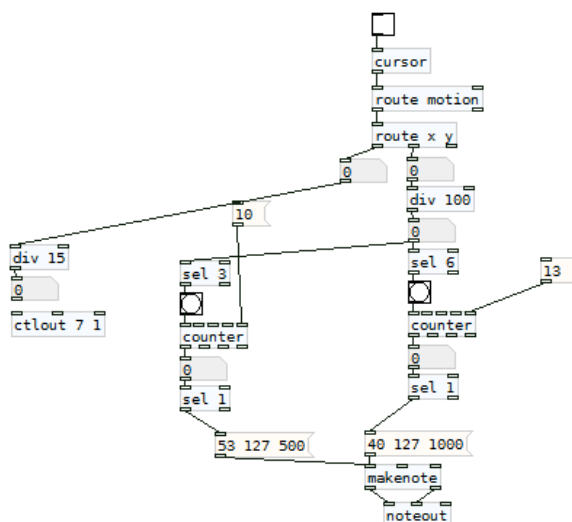 cursor
route motion
route x y
0
0
10
div 100
div 15
0
sel 3
sel 6
13
0
ctlout 7 1
counter
counter
0
0
sel 1
sel 1
53 127 500
40 127 1000
makenote
noteout